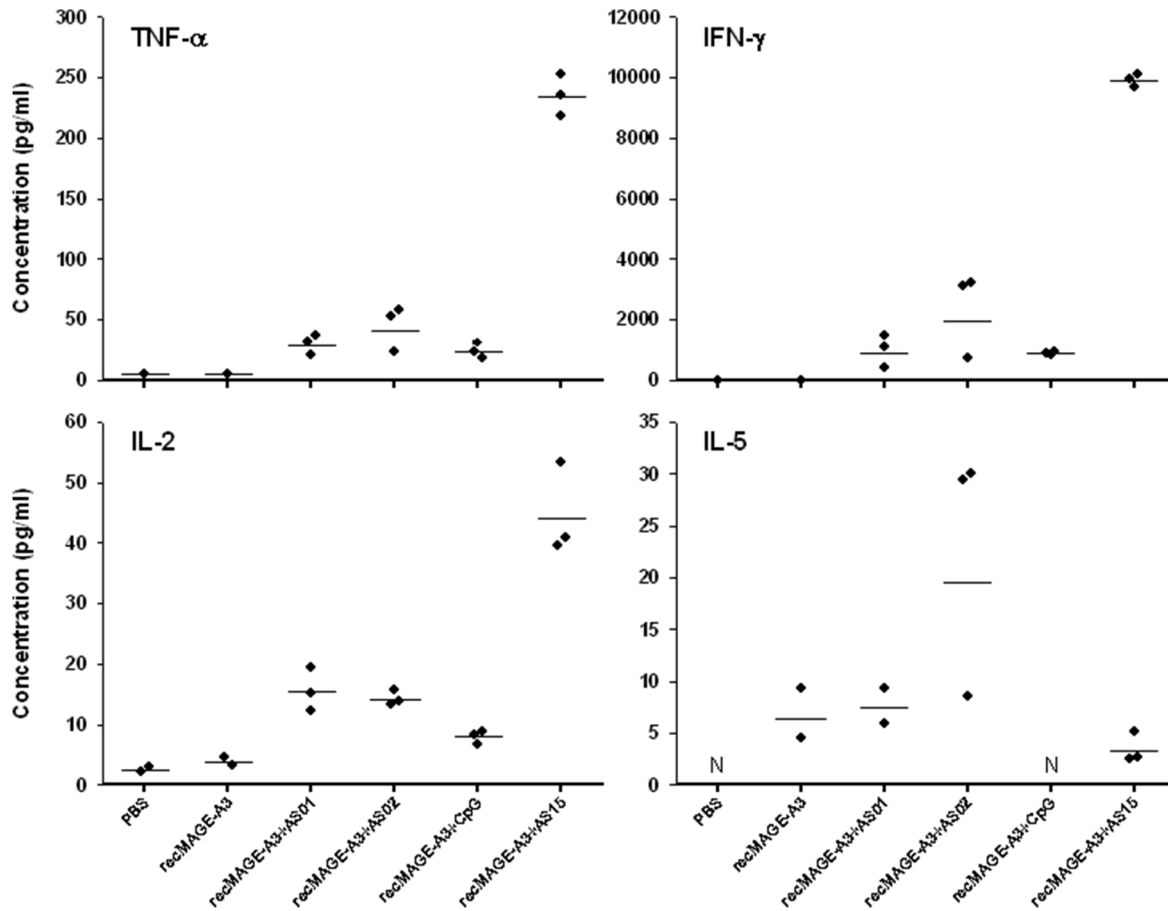 TNF-α
Concentration (pg/ml)
300
250
200
150
100
50
0
IFN-γ
12000
10000
8000
6000
4000
2000
0
IL-2
Concentration (pg/ml)
60
50
40
30
20
10
0
PBS
recMAGE-A3
recMAGE-A3+AS01
recMAGE-A3+AS02
recMAGE-A3+CpG
recMAGE-A3+AS15
IL-5
35
30
25
20
15
10
5
0
N
N
PBS
recMAGE-A3
recMAGE-A3+AS01
recMAGE-A3+AS02
recMAGE-A3+CpG
recMAGE-A3+AS15